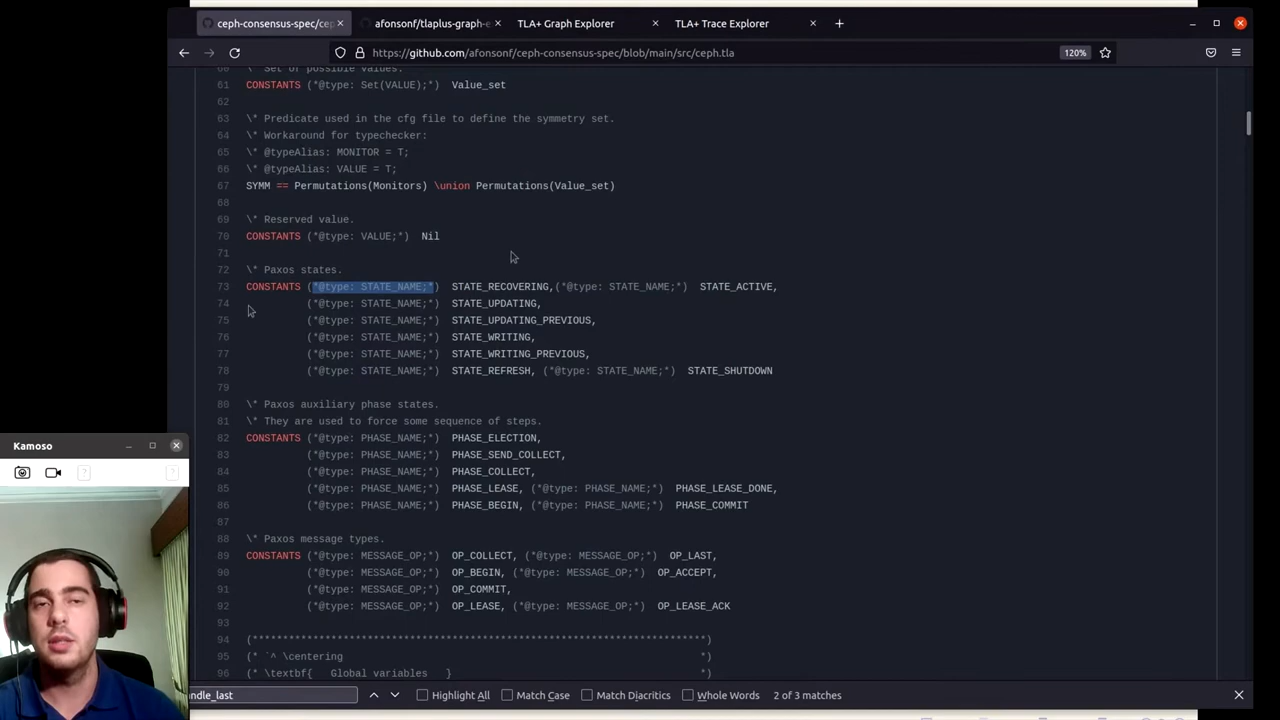 ceph-consensus-spec/cep
afonsonf/tlaplus-graph-e
TLA+ Graph Explorer
TLA+ Trace Explorer
https://github.com/afonsonf/ceph-consensus-spec/blob/main/src/ceph.tla
120%
60 \* Set of possible values.
61 CONSTANTS (*@type: Set(VALUE);*) Value_set
62
63 \* Predicate used in the cfg file to define the symmetry set.
64 \* Workaround for typechecker:
65 \* @typeAlias: MONITOR = T;
66 \* @typeAlias: VALUE = T;
67 SYMM == Permutations(Monitors) \union Permutations(Value_set)
68
69 \* Reserved value.
70 CONSTANTS (*@type: VALUE;*) Nil
71
72 \* Paxos states.
73 CONSTANTS (*@type: STATE_NAME;*) STATE_RECOVERING,(*@type: STATE_NAME;*) STATE_ACTIVE,
74 (*@type: STATE_NAME;*) STATE_UPDATING,
75 (*@type: STATE_NAME;*) STATE_UPDATING_PREVIOUS,
76 (*@type: STATE_NAME;*) STATE_WRITING,
77 (*@type: STATE_NAME;*) STATE_WRITING_PREVIOUS,
78 (*@type: STATE_NAME;*) STATE_REFRESH, (*@type: STATE_NAME;*) STATE_SHUTDOWN
79
80 \* Paxos auxiliary phase states.
81 \* They are used to force some sequence of steps.
82 CONSTANTS (*@type: PHASE_NAME;*) PHASE_ELECTION,
83 (*@type: PHASE_NAME;*) PHASE_SEND_COLLECT,
84 (*@type: PHASE_NAME;*) PHASE_COLLECT,
85 (*@type: PHASE_NAME;*) PHASE_LEASE, (*@type: PHASE_NAME;*) PHASE_LEASE_DONE,
86 (*@type: PHASE_NAME;*) PHASE_BEGIN, (*@type: PHASE_NAME;*) PHASE_COMMIT
87
88 \* Paxos message types.
89 CONSTANTS (*@type: MESSAGE_OP;*) OP_COLLECT, (*@type: MESSAGE_OP;*) OP_LAST,
90 (*@type: MESSAGE_OP;*) OP_BEGIN, (*@type: MESSAGE_OP;*) OP_ACCEPT,
91 (*@type: MESSAGE_OP;*) OP_COMMIT,
92 (*@type: MESSAGE_OP;*) OP_LEASE, (*@type: MESSAGE_OP;*) OP_LEASE_ACK
93
94 (***************************************************************************)
95 (* `^ \centering *)
96 (* \textbf{ Global variables }
Kamoso
ndle_last
Highlight All
Match Case
Match Diacritics
Whole Words
2 of 3 matches